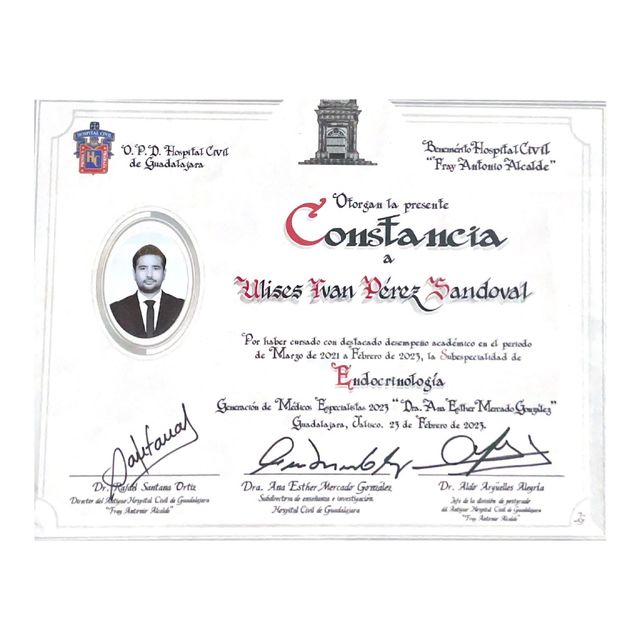 HOSPITAL CIVIL
HC
O.P.D. Hospital Civil
de Guadalajara
Benemérito Hospital Civil
"Fray Antonio Alcalde"
Otorgan la presente
Constancia
a
Ulises Ivan Pérez Sandoval
Por haber cursado con destacado desempeño académico en el periodo
de Marzo de 2021 a Febrero de 2023, la Subespecialidad de
Endocrinología
Generación de Médicos Especialistas 2023 "Dra. Ana Esther Mercado González"
Guadalajara, Jalisco. 23 de Febrero de 2023.
Dr. Rafael Santana Ortiz
Director del Antiguo Hospital Civil de Guadalajara
"Fray Antonio Alcalde"
Dra. Ana Esther Mercado González
Subdirectora de enseñanza e investigación
Hospital Civil de Guadalajara
Dr. Aldo Argüelles Alegría
Jefe de la división de postgrado
del Antiguo Hospital Civil de Guadalajara
"Fray Antonio Alcalde"